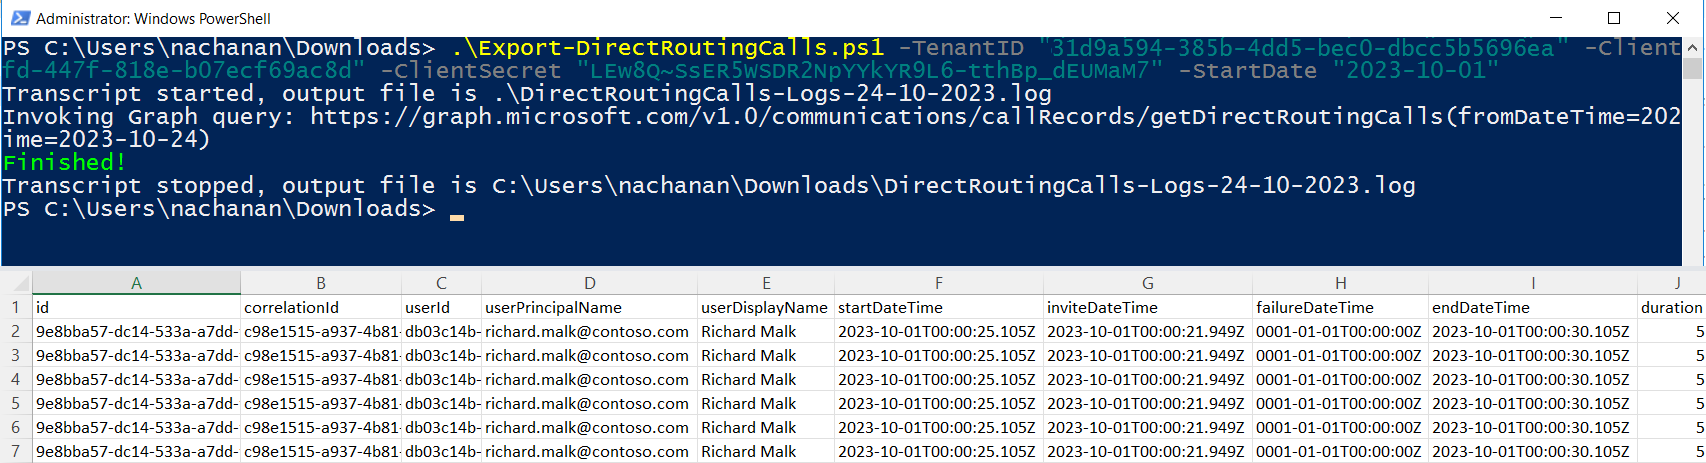 Administrator: Windows PowerShell
PS C:\Users\nachanan\Downloads> .\Export-DirectRoutingCalls.ps1 -TenantID "31d9a594-385b-4dd5-bec0-dbcc5b5696ea" -Client
fd-447f-818e-b07ecf69ac8d" -ClientSecret "LEw8Q~SsER5WSDR2NpYYkYR9L6-tthBp_dEUMaM7" -StartDate "2023-10-01"
Transcript started, output file is .\DirectRoutingCalls-Logs-24-10-2023.log
Invoking Graph query: https://graph.microsoft.com/v1.0/communications/callRecords/getDirectRoutingCalls(fromDateTime=202
ime=2023-10-24)
Finished!
Transcript stopped, output file is C:\Users\nachanan\Downloads\DirectRoutingCalls-Logs-24-10-2023.log
PS C:\Users\nachanan\Downloads>
A B C D E F G H I J
1 id correlationId userId userPrincipalName userDisplayName startDateTime inviteDateTime failureDateTime endDateTime duration
2 9e8bba57-dc14-533a-a7dd- c98e1515-a937-4b81- db03c14b- richard.malk@contoso.com Richard Malk 2023-10-01T00:00:25.105Z 2023-10-01T00:00:21.949Z 0001-01-01T00:00:00Z 2023-10-01T00:00:30.105Z 5
3 9e8bba57-dc14-533a-a7dd- c98e1515-a937-4b81- db03c14b- richard.malk@contoso.com Richard Malk 2023-10-01T00:00:25.105Z 2023-10-01T00:00:21.949Z 0001-01-01T00:00:00Z 2023-10-01T00:00:30.105Z 5
4 9e8bba57-dc14-533a-a7dd- c98e1515-a937-4b81- db03c14b- richard.malk@contoso.com Richard Malk 2023-10-01T00:00:25.105Z 2023-10-01T00:00:21.949Z 0001-01-01T00:00:00Z 2023-10-01T00:00:30.105Z 5
5 9e8bba57-dc14-533a-a7dd- c98e1515-a937-4b81- db03c14b- richard.malk@contoso.com Richard Malk 2023-10-01T00:00:25.105Z 2023-10-01T00:00:21.949Z 0001-01-01T00:00:00Z 2023-10-01T00:00:30.105Z 5
6 9e8bba57-dc14-533a-a7dd- c98e1515-a937-4b81- db03c14b- richard.malk@contoso.com Richard Malk 2023-10-01T00:00:25.105Z 2023-10-01T00:00:21.949Z 0001-01-01T00:00:00Z 2023-10-01T00:00:30.105Z 5
7 9e8bba57-dc14-533a-a7dd- c98e1515-a937-4b81- db03c14b- richard.malk@contoso.com Richard Malk 2023-10-01T00:00:25.105Z 2023-10-01T00:00:21.949Z 0001-01-01T00:00:00Z 2023-10-01T00:00:30.105Z 5